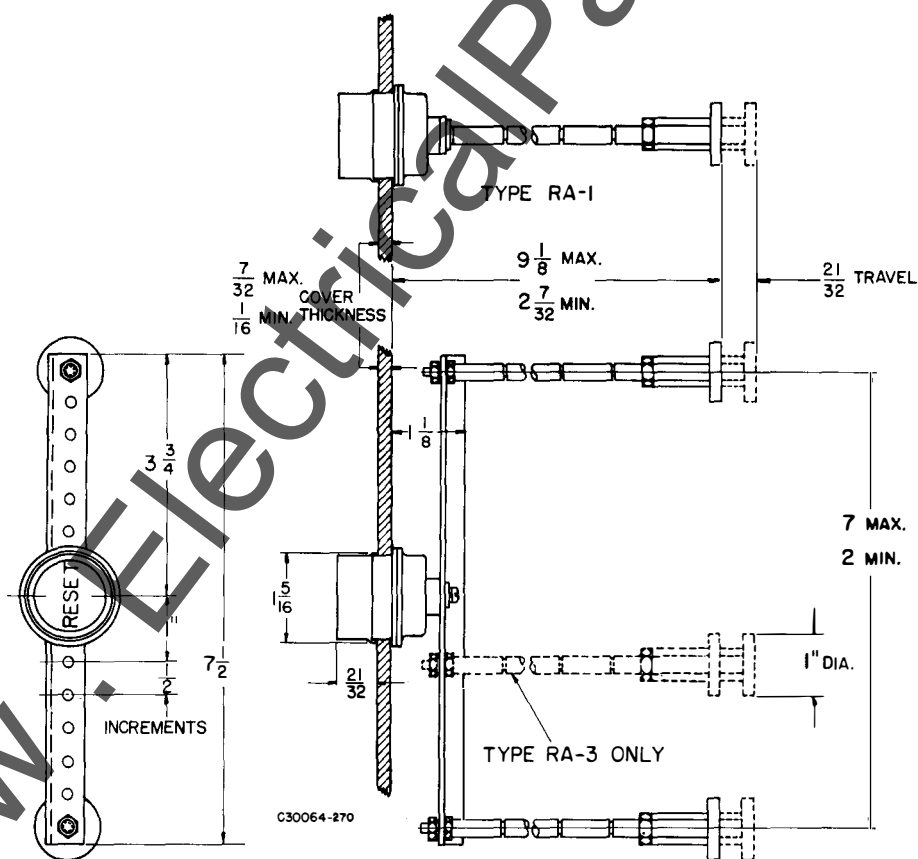 www.ElectricalPa
TYPE RA-1
7/32 MAX.
1/16 MIN.
COVER
THICKNESS
9 1/8 MAX.
2 7/32 MIN.
21/32 TRAVEL
3 3/4
1 1/8
7 MAX.
2 MIN.
RESET
1 5/16
1"
7 1/2
1/2
INCREMENTS
21/32
1" DIA.
TYPE RA-3 ONLY
C30064-270